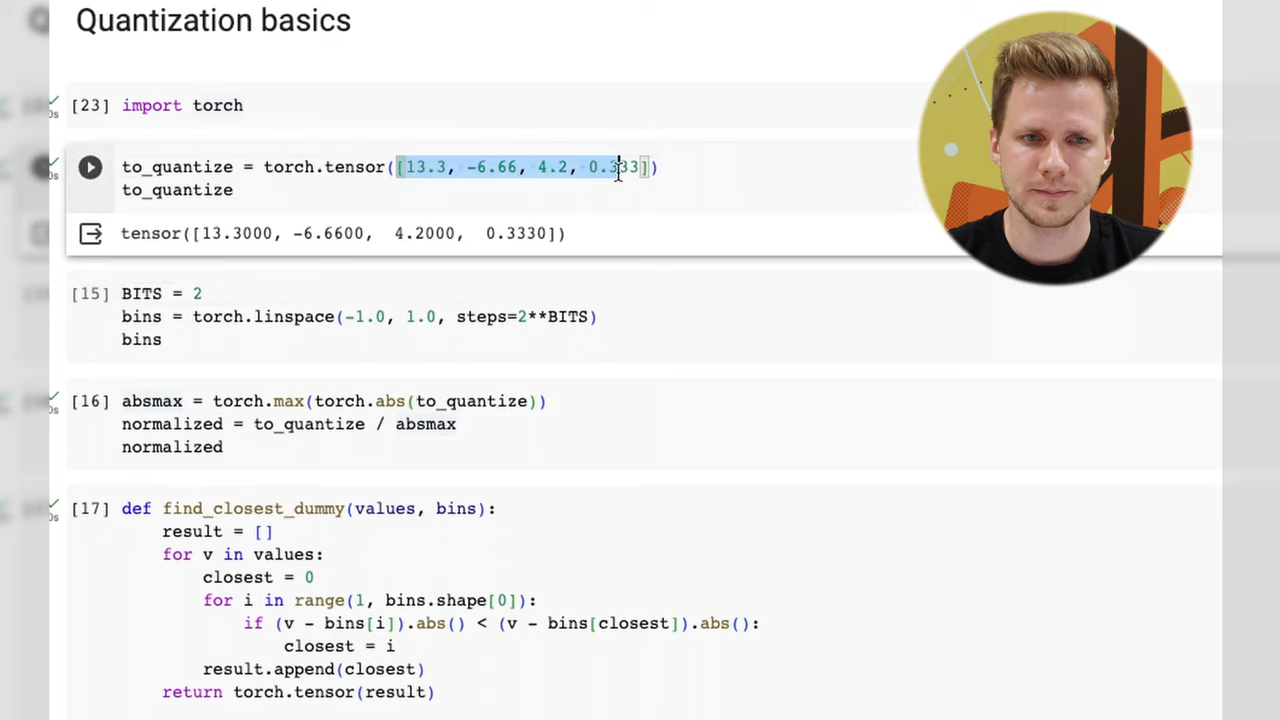 Quantization basics
[23] import torch
to_quantize = torch.tensor([13.3, -6.66, 4.2, 0.333])
to_quantize
tensor([13.3000, -6.6600,  4.2000,  0.3330])
[15] BITS = 2
bins = torch.linspace(-1.0, 1.0, steps=2**BITS)
bins
[16] absmax = torch.max(torch.abs(to_quantize))
normalized = to_quantize / absmax
normalized
[17] def find_closest_dummy(values, bins):
result = []
for v in values:
closest = 0
for i in range(1, bins.shape[0]):
if (v - bins[i]).abs() < (v - bins[closest]).abs():
closest = i
result.append(closest)
return torch.tensor(result)